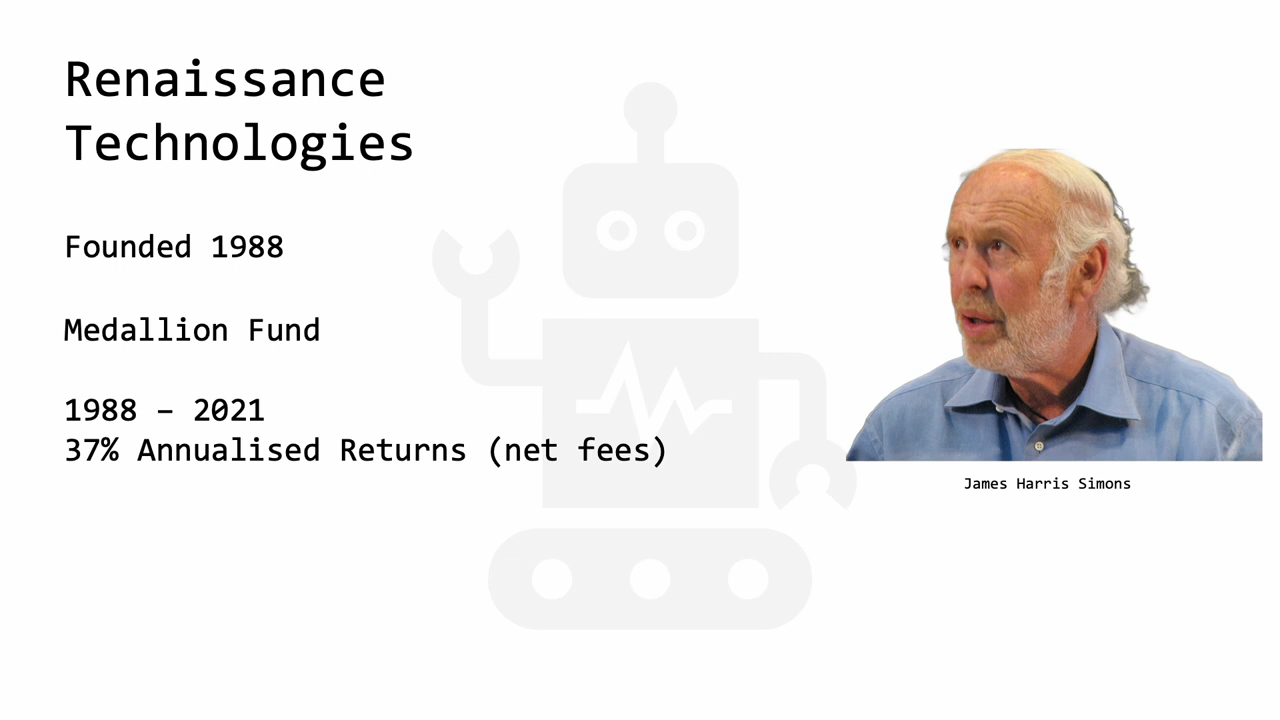 Renaissance
Technologies
Founded 1988
Medallion Fund
1988 – 2021
37% Annualised Returns (net fees)
James Harris Simons